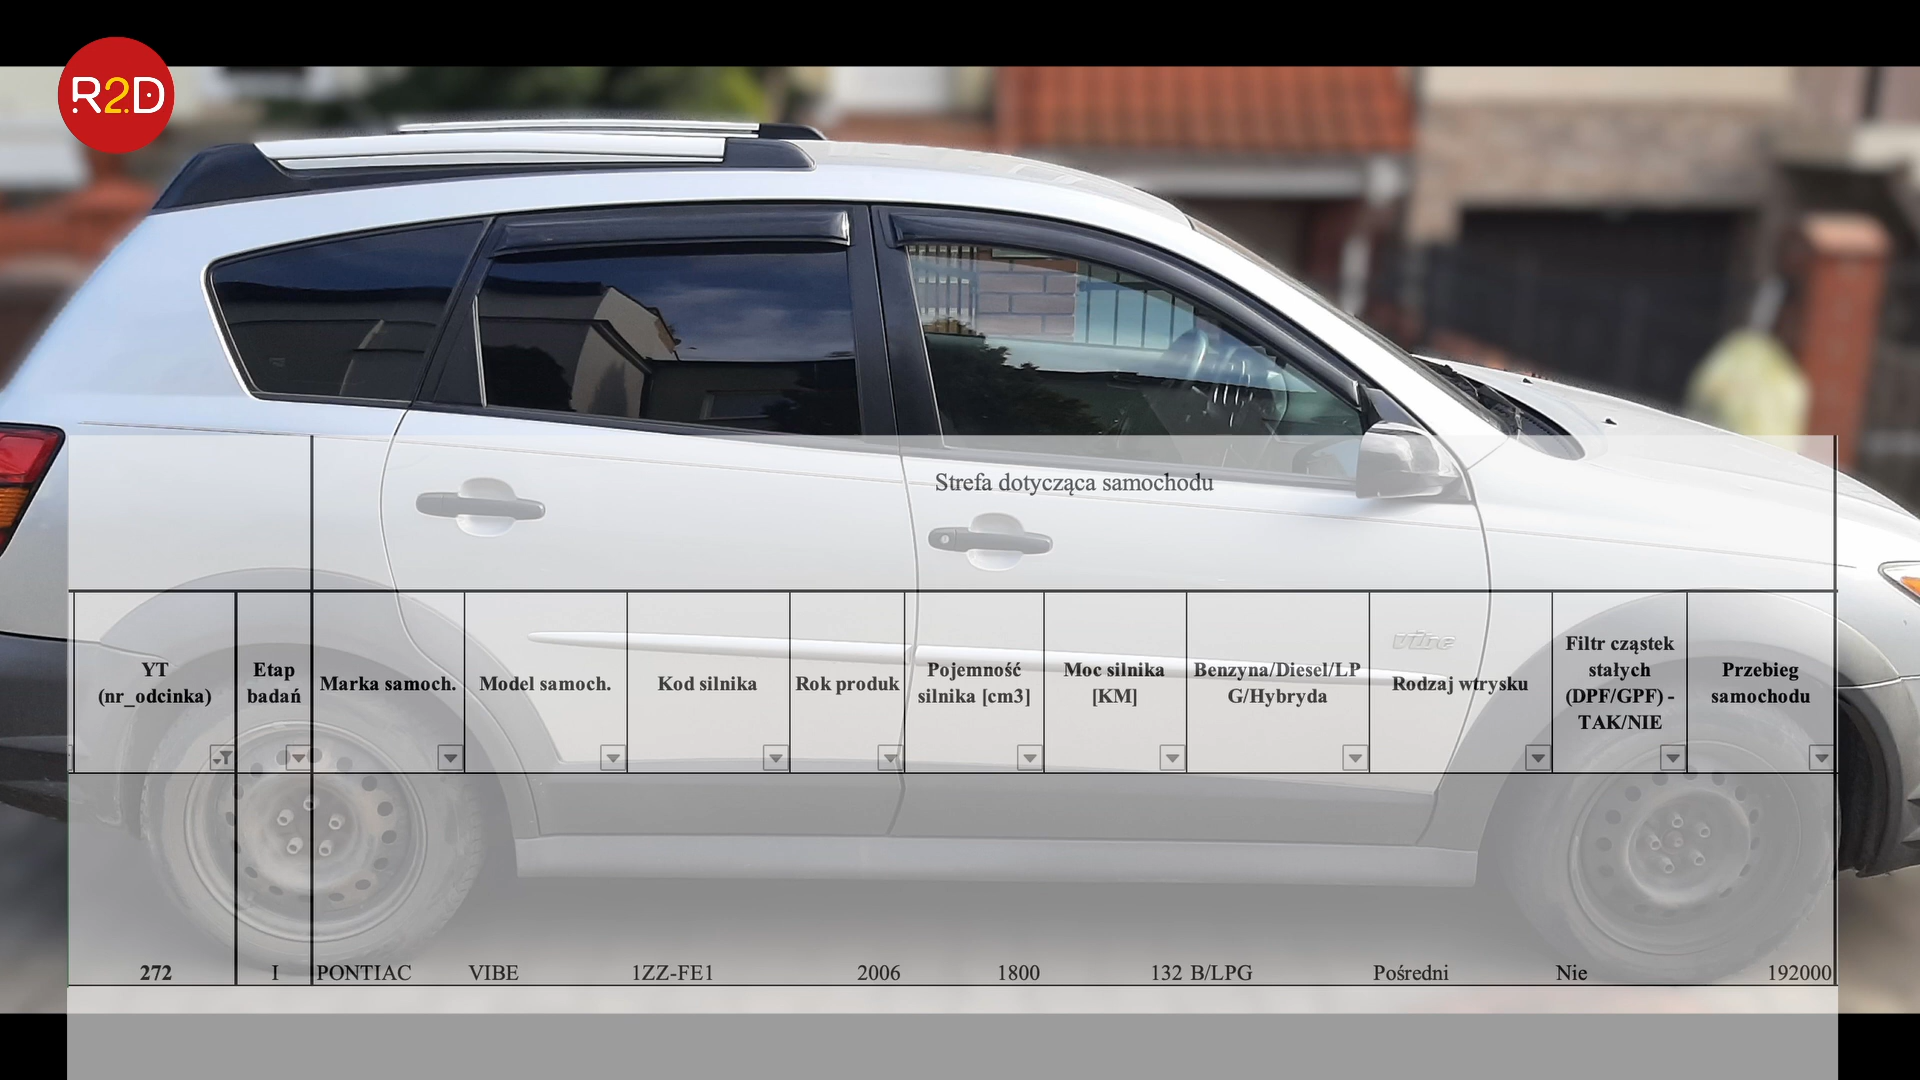 R2D
Strefa dotycząca samochodu
vibe
YT
(nr_odcinka)
Etap
badań
Marka samoch.
Model samoch.
Kod silnika
Rok produk
Pojemność
silnika [cm3]
Moc silnika
[KM]
Benzyna/Diesel/LP
G/Hybryda
Rodzaj wtrysku
Filtr cząstek
stałych
(DPF/GPF) -
TAK/NIE
Przebieg
samochodu
272 I PONTIAC VIBE 1ZZ-FE1 2006 1800 132 B/LPG Pośredni Nie 192000